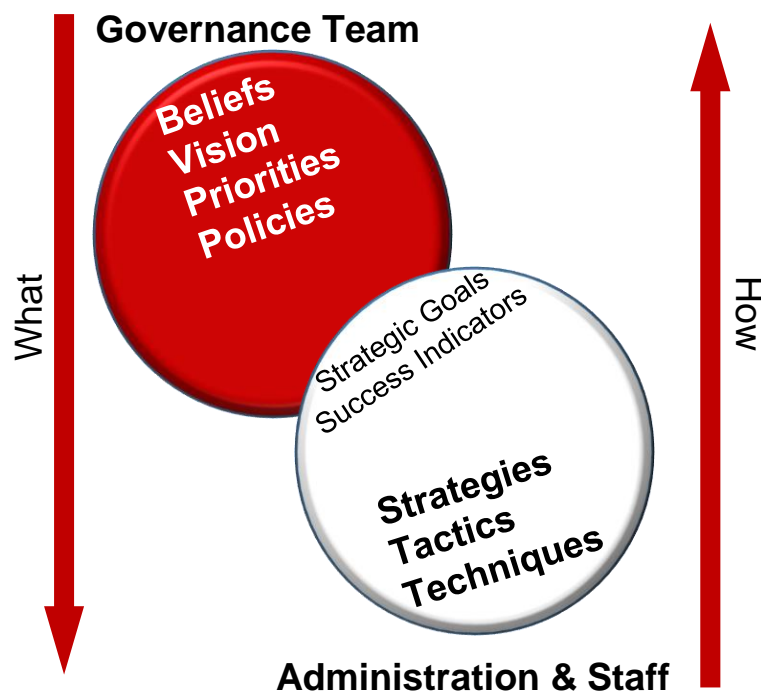 Governance Team
Beliefs
Vision
Priorities
Policies
What
How
Strategic Goals
Success Indicators
Strategies
Tactics
Techniques
Administration & Staff